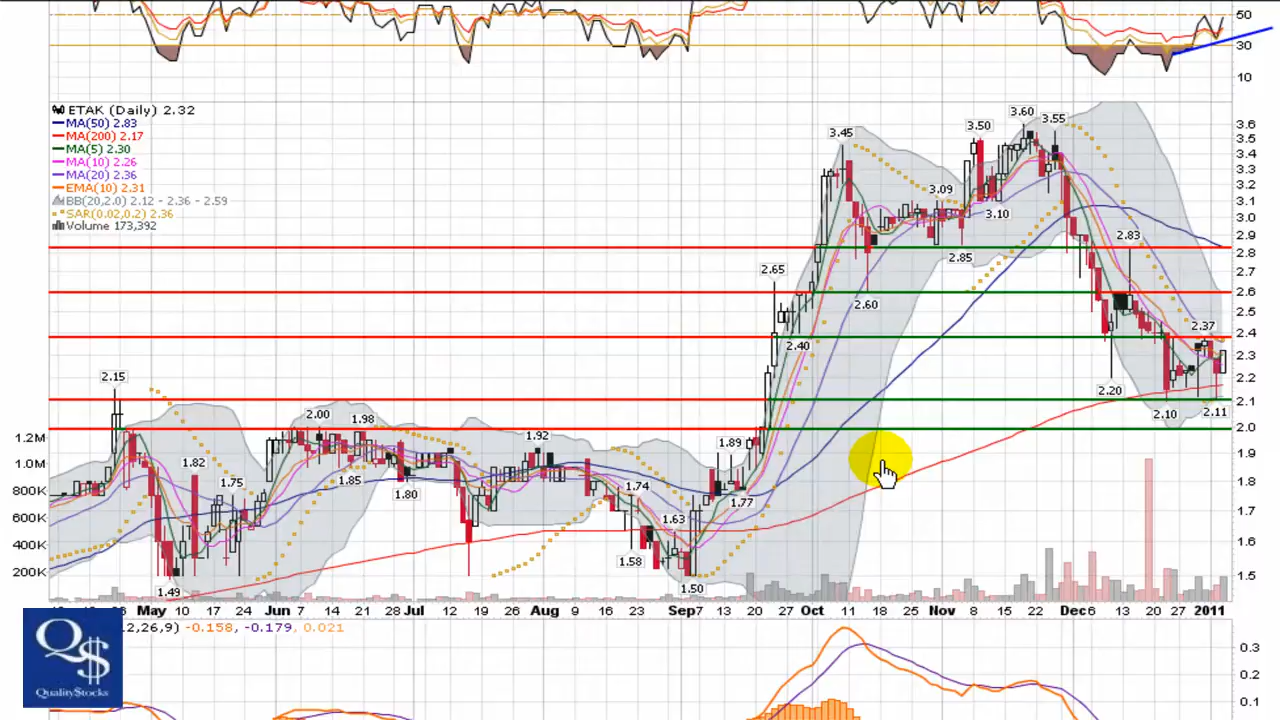 50
30
10
ETAK (Daily) 2.32
MA(50) 2.83
MA(200) 2.17
MA(5) 2.30
MA(10) 2.26
MA(20) 2.36
EMA(10) 2.31
BB(20,2.0) 2.12 - 2.36 - 2.59
SAR(0.02,0.2) 2.36
Volume 173,392
3.60
3.55
3.50
3.45
3.09
3.10
2.85
2.83
2.65
2.60
2.40
2.37
2.20
2.15
2.10
2.11
2.00
1.98
1.92
1.89
1.82
1.75
1.85
1.80
1.74
1.77
1.63
1.58
1.49
1.50
3.6
3.5
3.4
3.3
3.2
3.1
3.0
2.9
2.8
2.7
2.6
2.5
2.4
2.3
2.2
2.1
2.0
1.9
1.8
1.7
1.6
1.5
1.2M
1.0M
800K
600K
400K
200K
May 10 17 24 Jun 7 14 21 28 Jul 12 19 26 Aug 9 16 23 Sep 7 13 20 27 Oct 11 18 25 Nov 8 15 22 Dec 6 13 20 27 2011
2,26,9) -0.158, -0.179, 0.021
0.3
0.2
0.1
QS
QualityStocks